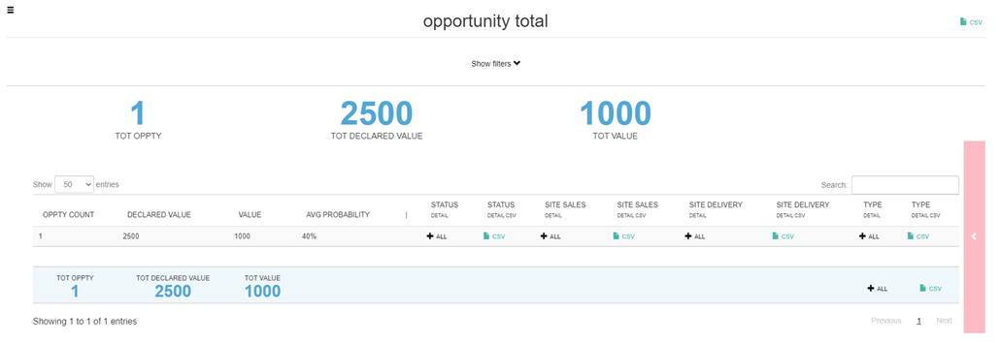 opportunity total
CSV
Show filters
1 2500 1000
TOT OPPTY TOT DECLARED VALUE TOT VALUE
Show 50 entries Search:
OPPTY COUNT DECLARED VALUE VALUE AVG PROBABILITY | STATUS DETAIL STATUS DETAIL CSV SITE SALES DETAIL SITE SALES DETAIL CSV SITE DELIVERY DETAIL SITE DELIVERY DETAIL CSV TYPE DETAIL TYPE DETAIL CSV
1 2500 1000 40% ALL CSV ALL CSV ALL CSV ALL CSV
TOT OPPTY TOT DECLARED VALUE TOT VALUE
1 2500 1000 ALL CSV
Showing 1 to 1 of 1 entries Previous 1 Next